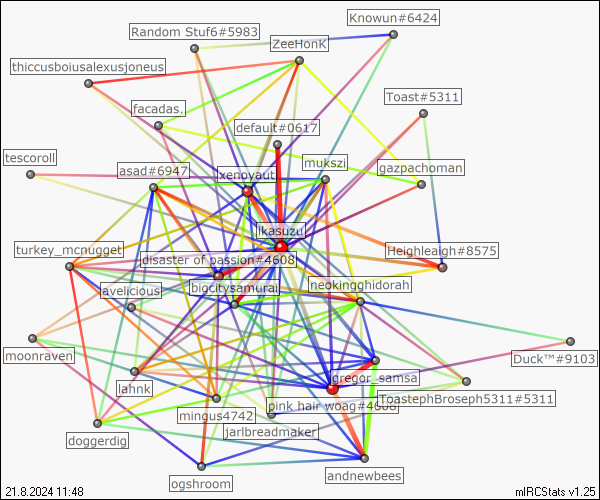 Knowun#6424
Random Stuf6#5983
ZeeHonK
thiccusboiusalexusjoneus
Toast#5311
facadas.
default#0617
tescoroll
mukszi
asad#6947
xenoyaut
gazpachoman
likasuzu
turkey_mcnugget
Heighleaigh#8575
disaster of passion#4608
bigcitysamurai
neokingghidorah
lavelicious
moonraven
Duck™#9103
gregor_samsa
lahnk
ToastephBroseph5311#5311
pink hair woag#4608
mingus4742
jarlbreadmaker
doggerdig
ogshroom
andnewbees
21.8.2024 11:48
mIRCStats v1.25